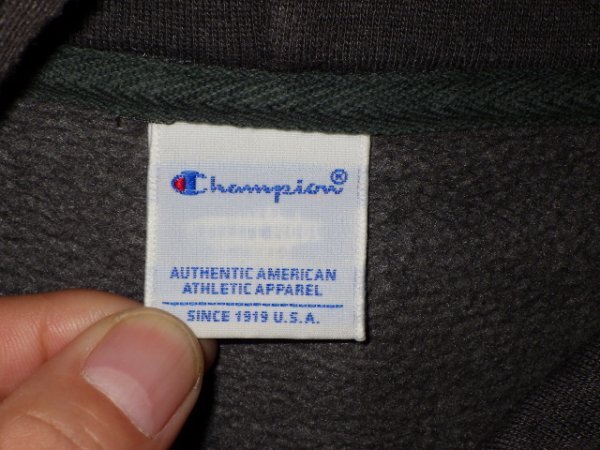 Champion®
AUTHENTIC AMERICAN
ATHLETIC APPAREL
SINCE 1919 U.S.A.